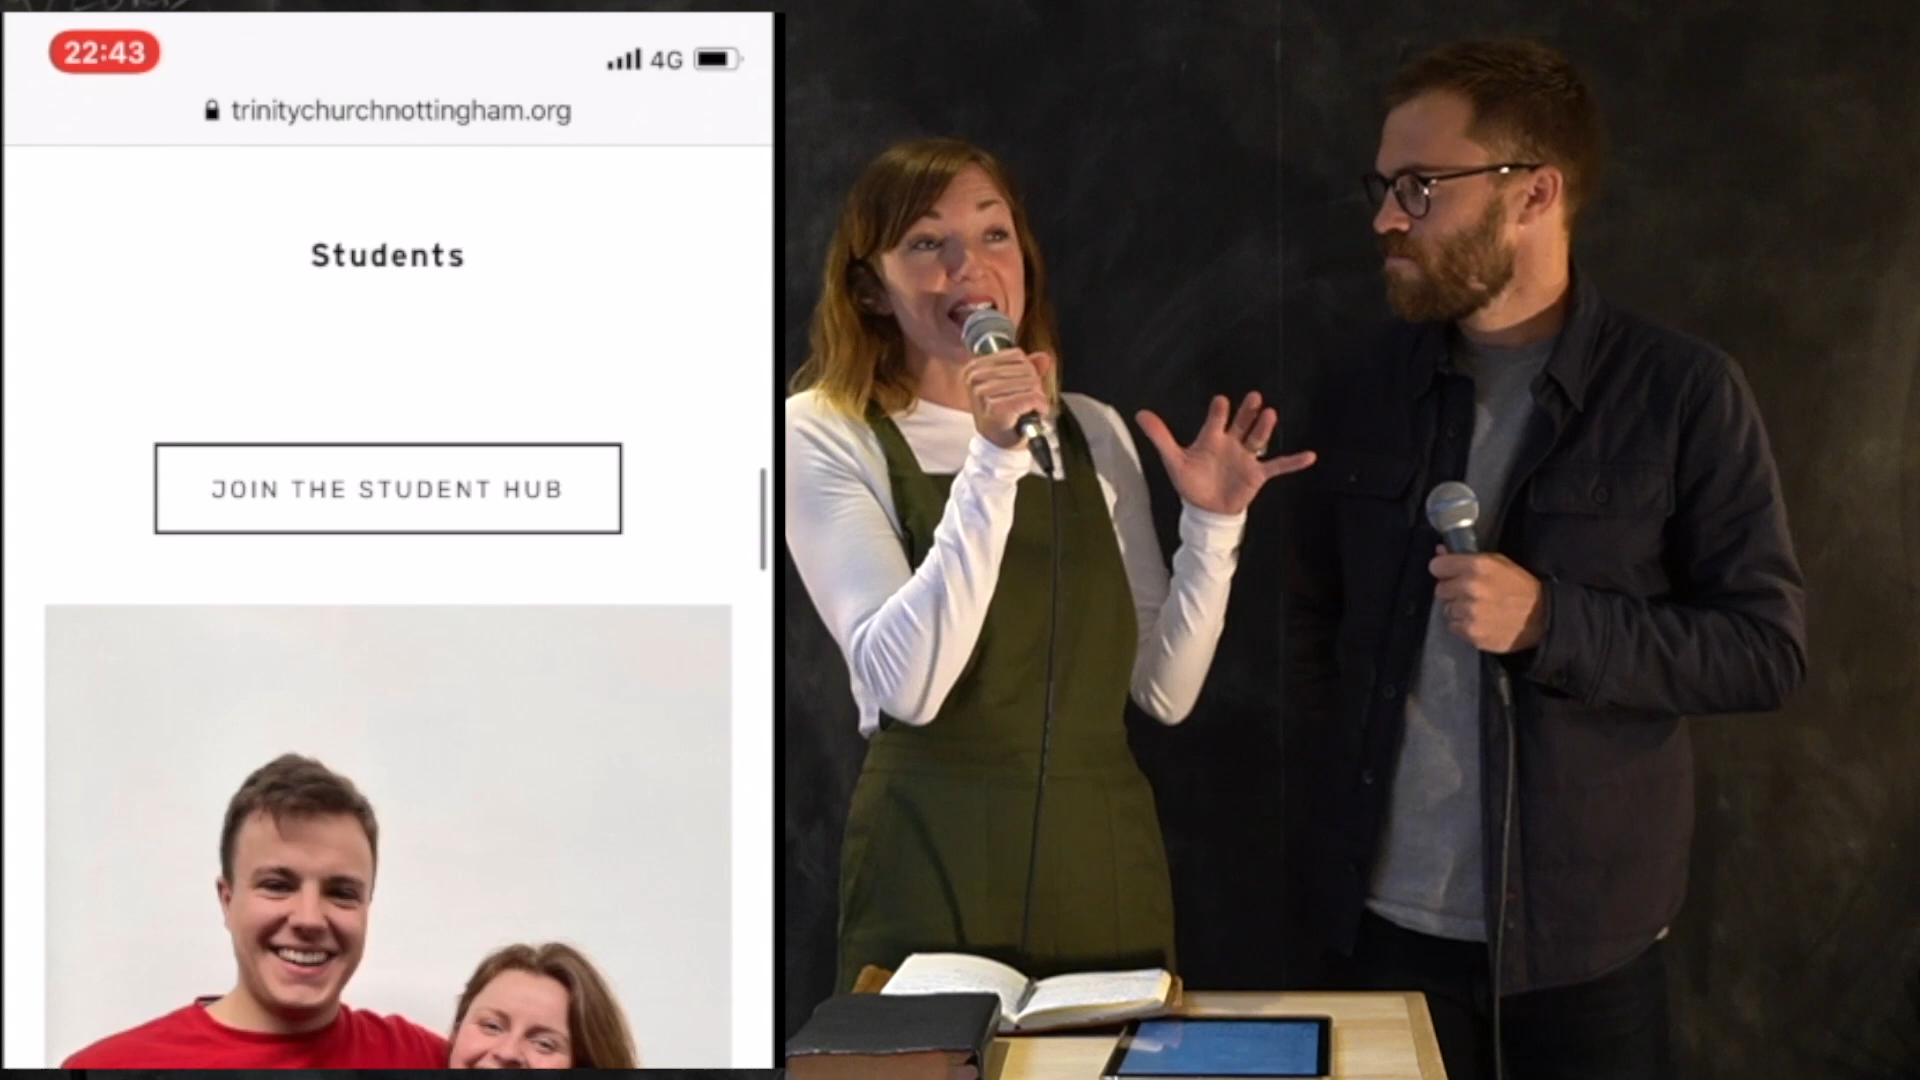 22:43
4G
trinitychurchnottingham.org
Students
JOIN THE STUDENT HUB